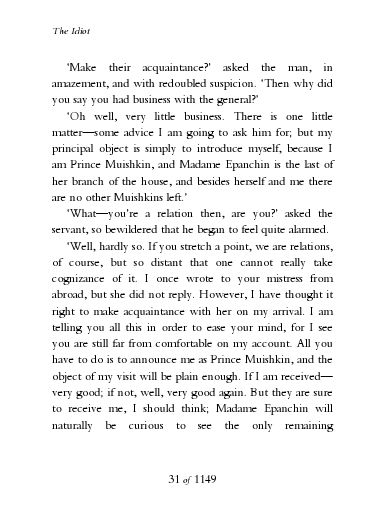 The Idiot
‘Make their acquaintance?’ asked the man, in
amazement, and with redoubled suspicion. ‘Then why did
you say you had business with the general?’
‘Oh well, very little business. There is one little
matter—some advice I am going to ask him for; but my
principal object is simply to introduce myself, because I
am Prince Muishkin, and Madame Epanchin is the last of
her branch of the house, and besides herself and me there
are no other Muishkins left.’
‘What—you’re a relation then, are you?’ asked the
servant, so bewildered that he began to feel quite alarmed.
‘Well, hardly so. If you stretch a point, we are relations,
of course, but so distant that one cannot really take
cognizance of it. I once wrote to your mistress from
abroad, but she did not reply. However, I have thought it
right to make acquaintance with her on my arrival. I am
telling you all this in order to ease your mind, for I see
you are still far from comfortable on my account. All you
have to do is to announce me as Prince Muishkin, and the
object of my visit will be plain enough. If I am received—
very good; if not, well, very good again. But they are sure
to receive me, I should think; Madame Epanchin will
naturally be curious to see the only remaining
31 of 1149